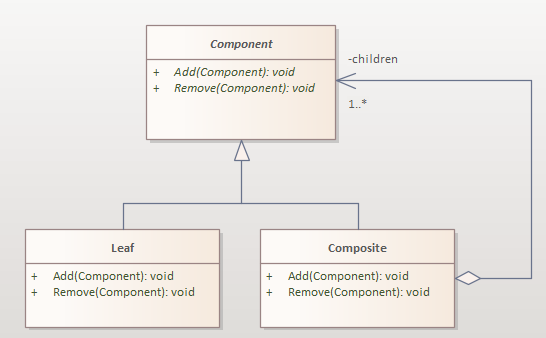 Component
+ Add(Component): void
+ Remove(Component): void
-children
1..*
Leaf
+ Add(Component): void
+ Remove(Component): void
Composite
+ Add(Component): void
+ Remove(Component): void